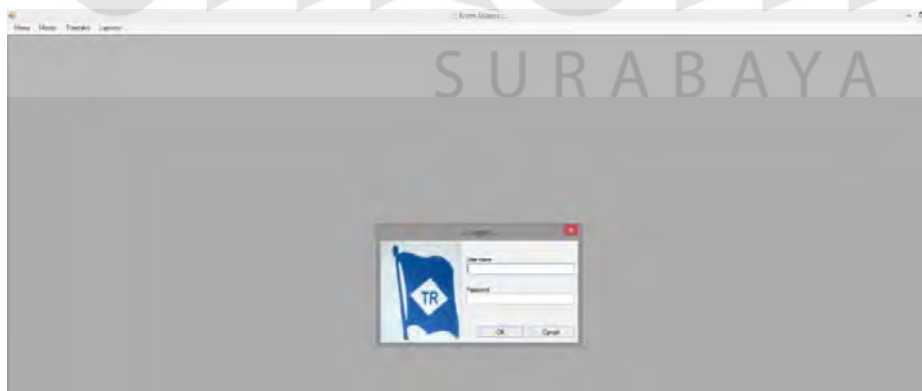 Menu Master Transaksi Laporan
SURABAYA
User name
TR
Password
OK Cancel